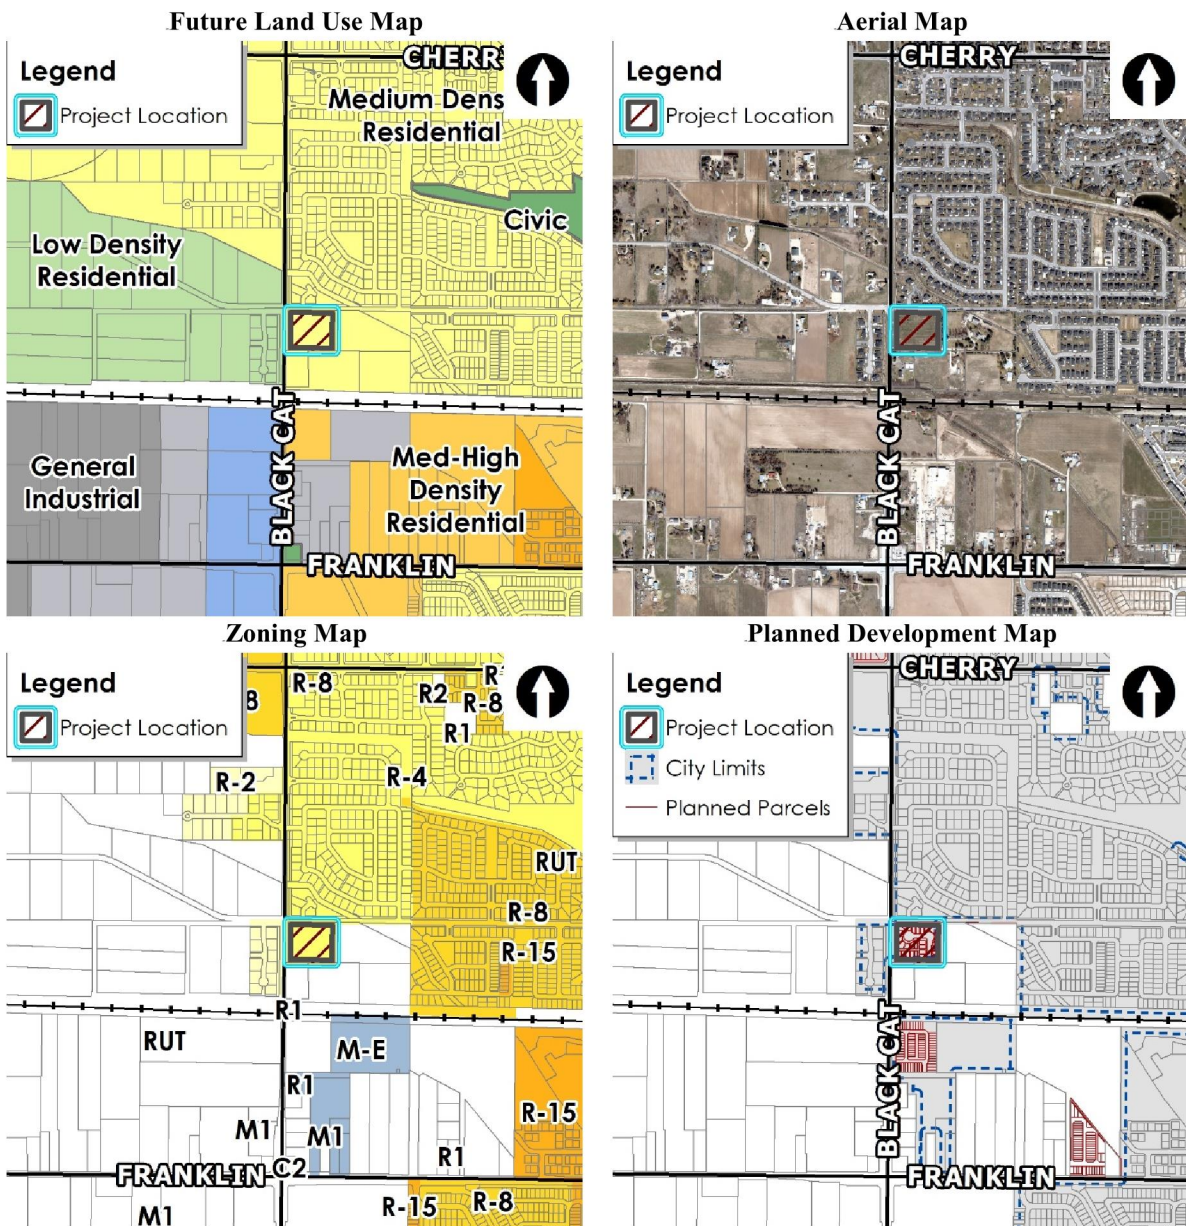 Future Land Use Map
Legend
Project Location
CHERR
Medium Dens
Residential
Civic
Low Density
Residential
BLACK CAT
General
Industrial
Med-High
Density
Residential
FRANKLIN
Aerial Map
Legend
Project Location
CHERRY
BLACK CAT
FRANKLIN
Zoning Map
Legend
Project Location
8
R-8
R2
R
R-8
R1
R-2
R-4
RUT
R-8
R-15
R1
RUT
M-E
R1
M1
M1
R-15
R1
FRANKLIN
C2
M1
R-15
R-8
Planned Development Map
Legend
Project Location
City Limits
Planned Parcels
CHERRY
BLACK CAT
FRANKLIN